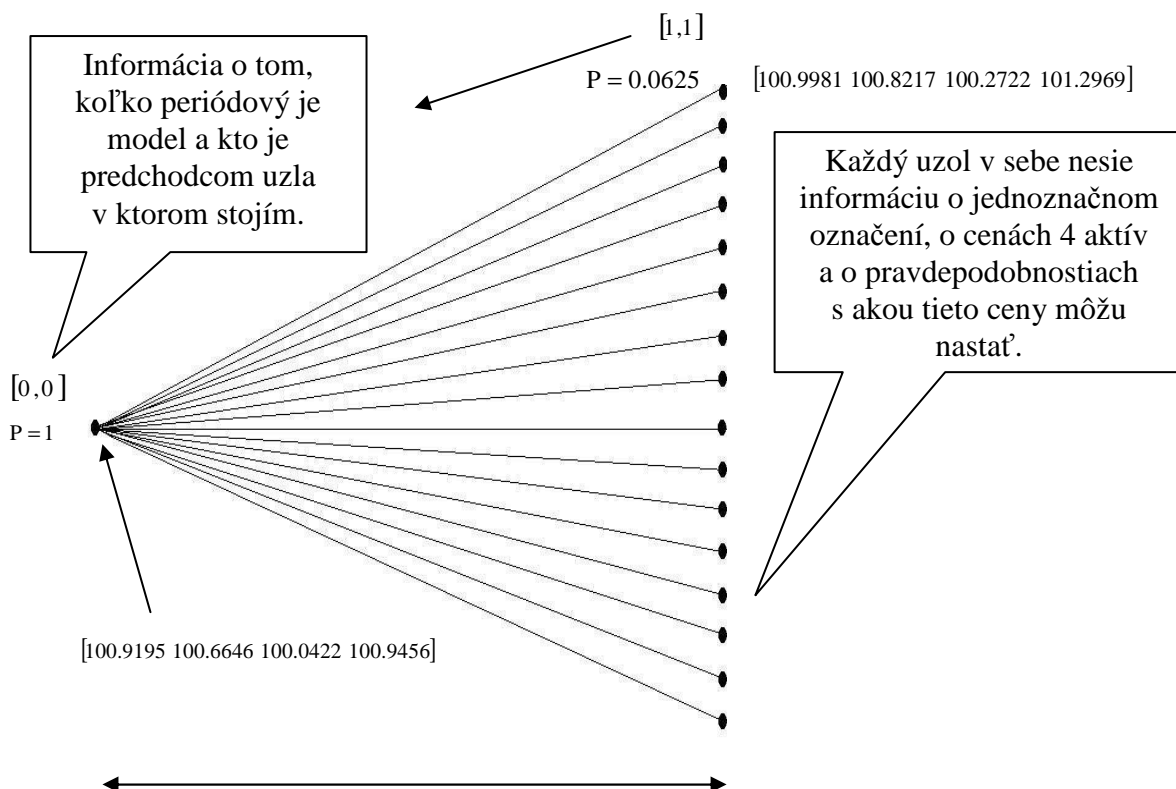 [1,1]
Informácia o tom,
koľko periódový je
model a kto je
predchodcom uzla
v ktorom stojím.
P = 0.0625
[100.9981 100.8217 100.2722 101.2969]
Každý uzol v sebe nesie
informáciu o jednoznačnom
označení, o cenách 4 aktív
a o pravdepodobnostiach
s akou tieto ceny môžu
nastať.
[0,0]
P = 1
[100.9195 100.6646 100.0422 100.9456]